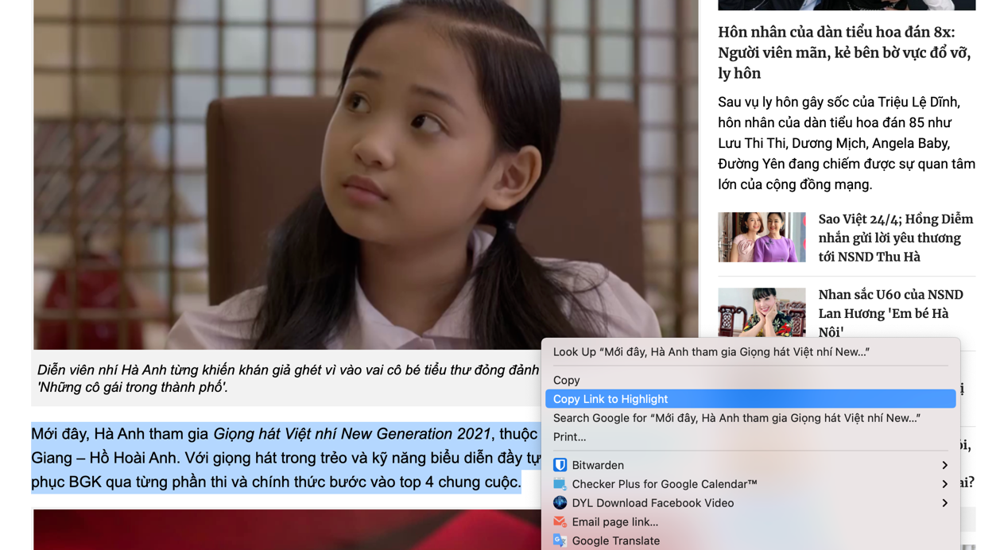 Diễn viên nhí Hà Anh từng khiến khán giả ghét vì vào vai cô bé tiểu thư đỏng đảnh
'Những cô gái trong thành phố'.
Mới đây, Hà Anh tham gia Giọng hát Việt nhí New Generation 2021, thuộc
Giang – Hồ Hoài Anh. Với giọng hát trong trẻo và kỹ năng biểu diễn đầy tự
phục BGK qua từng phần thi và chính thức bước vào top 4 chung cuộc.
Hôn nhân của dàn tiểu hoa đán 8x:
Người viên mãn, kẻ bên bờ vực đổ vỡ,
ly hôn
Sau vụ ly hôn gây sốc của Triệu Lệ Dĩnh,
hôn nhân của dàn tiểu hoa đán 85 như
Lưu Thi Thi, Dương Mịch, Angela Baby,
Đường Yên đang chiếm được sự quan tâm
lớn của cộng đồng mạng.
Sao Việt 24/4; Hồng Diễm
nhắn gửi lời yêu thương
tới NSND Thu Hà
Nhan sắc U60 của NSND
Lan Hương 'Em bé Hà
Nội'
Look Up “Mới đây, Hà Anh tham gia Giọng hát Việt nhí New...”
Copy
Copy Link to Highlight
Search Google for “Mới đây, Hà Anh tham gia Giọng hát Việt nhí New...”
Print...
Bitwarden
Checker Plus for Google Calendar™
DYL Download Facebook Video
Email page link...
Google Translate